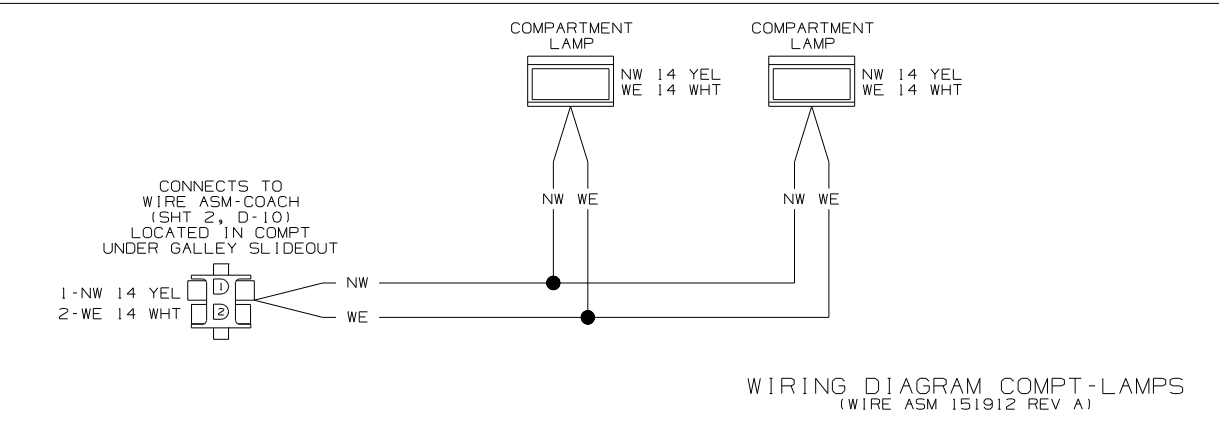 COMPARTMENT
LAMP
NW 14 YEL
WE 14 WHT
COMPARTMENT
LAMP
NW 14 YEL
WE 14 WHT
NW WE
NW WE
CONNECTS TO
WIRE ASM-COACH
(SHT 2, D-10)
LOCATED IN COMPT
UNDER GALLEY SLIDEOUT
1-NW 14 YEL
2-WE 14 WHT
1
2
NW
WE
WIRING DIAGRAM COMPT-LAMPS
(WIRE ASM 151912 REV A)